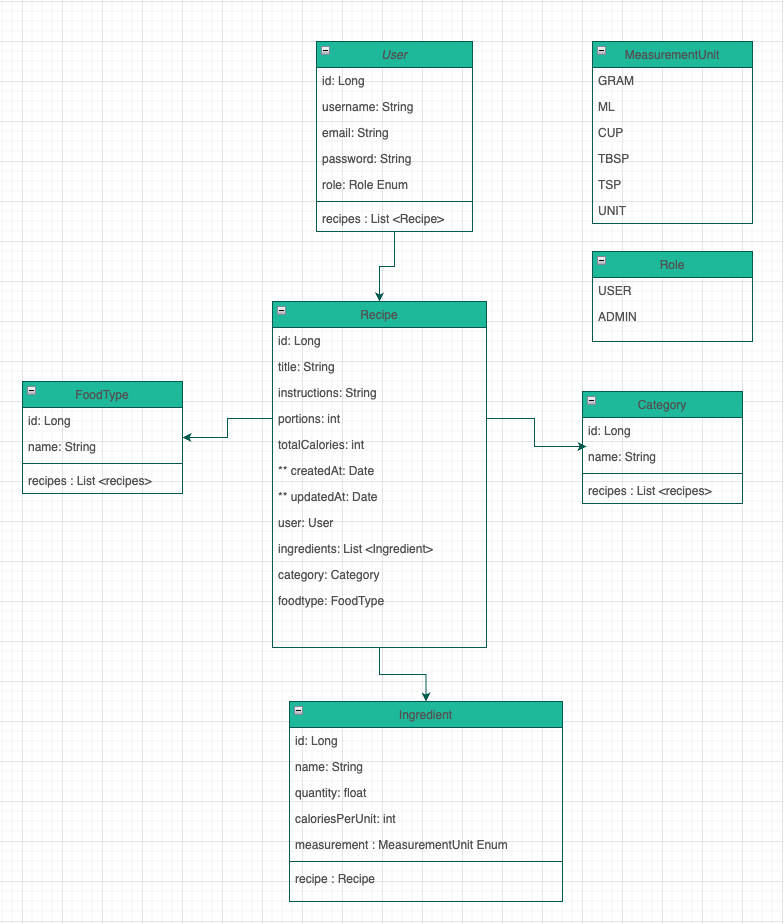 User
id: Long
username: String
email: String
password: String
role: Role Enum
recipes : List <Recipe>
MeasurementUnit
GRAM
ML
CUP
TBSP
TSP
UNIT
Role
USER
ADMIN
Recipe
id: Long
title: String
instructions: String
portions: int
totalCalories: int
** createdAt: Date
** updatedAt: Date
user: User
ingredients: List <Ingredient>
category: Category
foodtype: FoodType
FoodType
id: Long
name: String
recipes : List <recipes>
Category
id: Long
name: String
recipes : List <recipes>
Ingredient
id: Long
name: String
quantity: float
caloriesPerUnit: int
measurement : MeasurementUnit Enum
recipe : Recipe